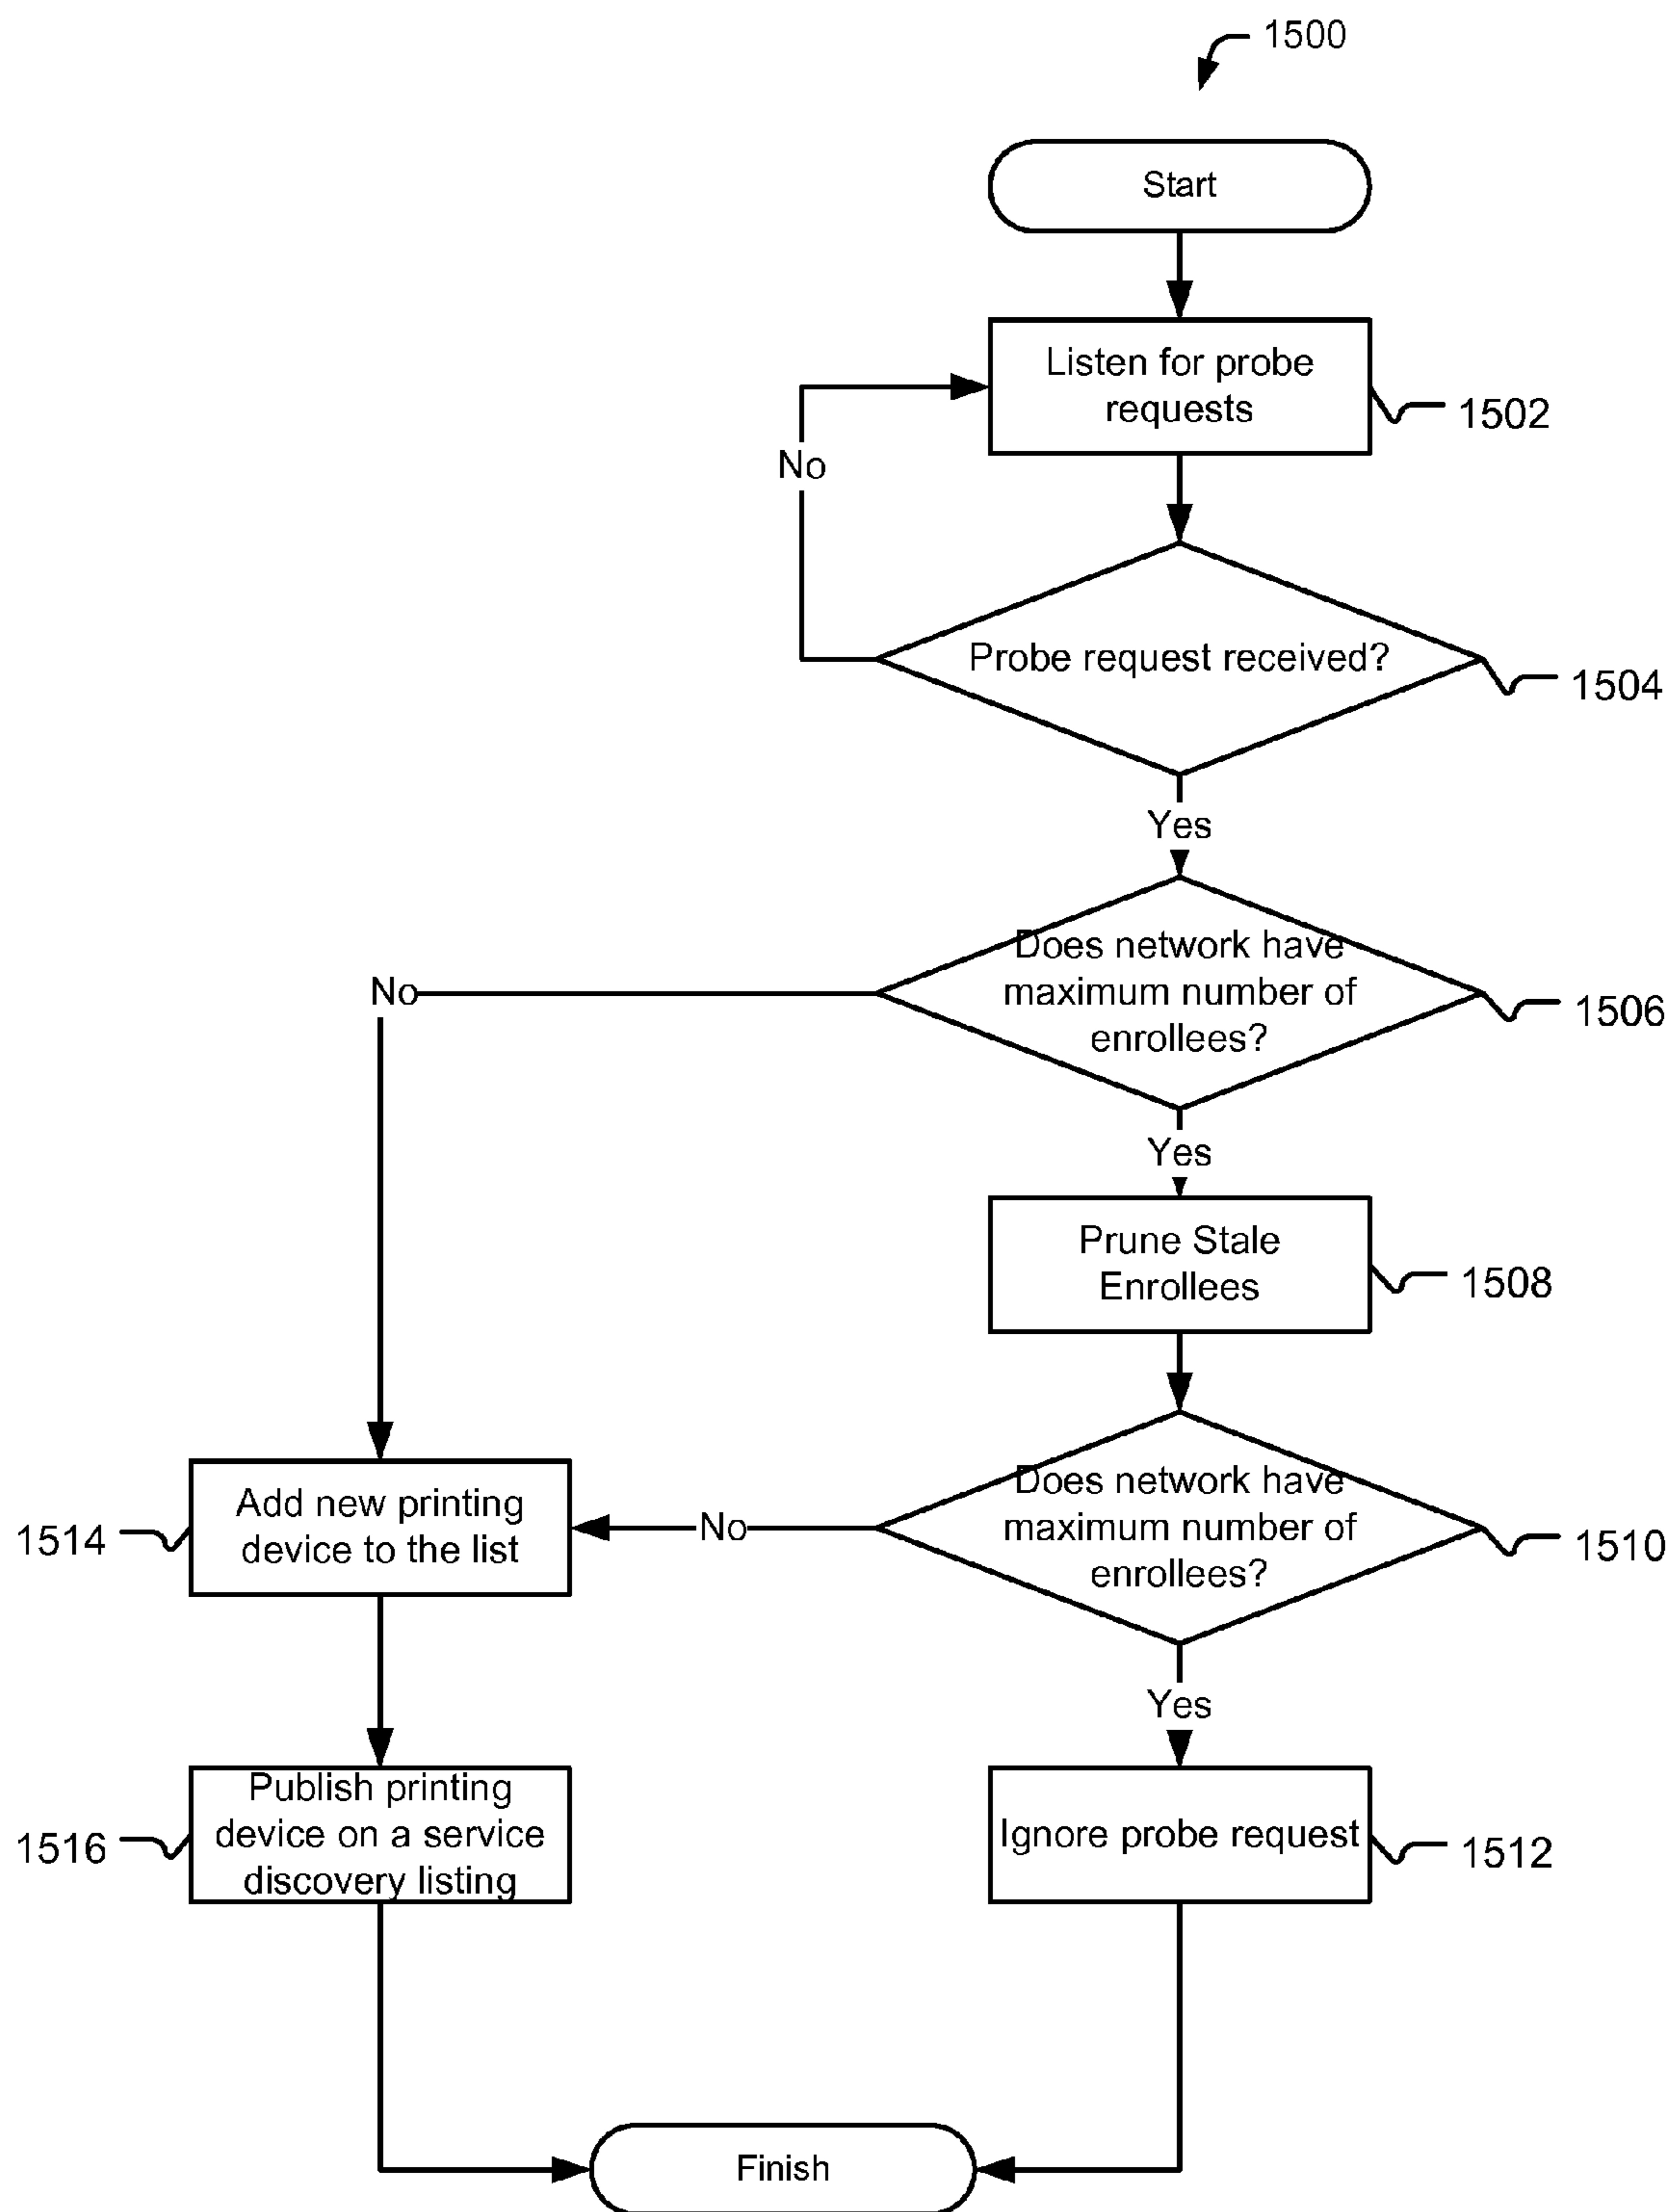 1500
Start
Listen for probe
requests
1502
No
Probe request received?
1504
Yes
Does network have
maximum number of
enrollees?
1506
No
Yes
Prune Stale
Enrollees
1508
Does network have
maximum number of
enrollees?
1510
No
Add new printing
device to the list
1514
Yes
Publish printing
device on a service
discovery listing
1516
Ignore probe request
1512
Finish